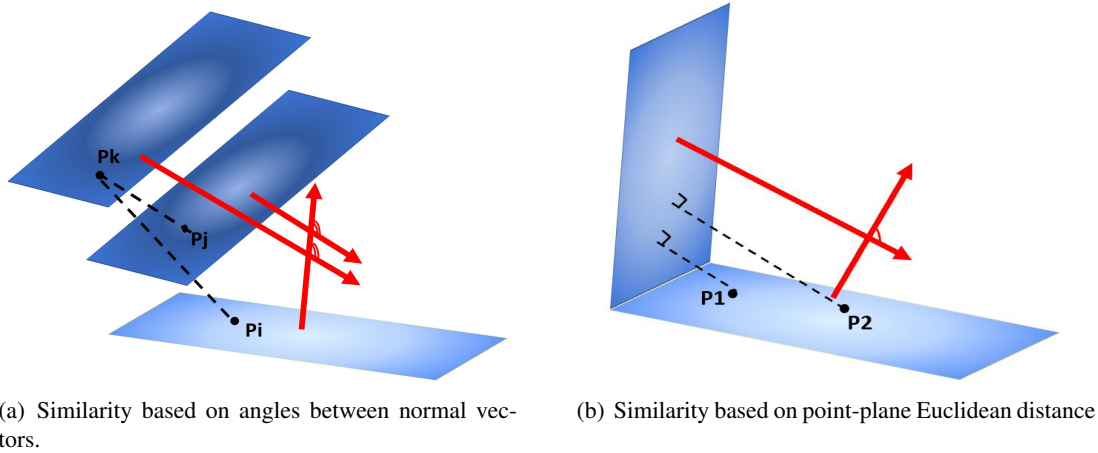 Pk
Pj
Pi
P1
P2
(a) Similarity based on angles between normal vec-
tors.
(b) Similarity based on point-plane Euclidean distance